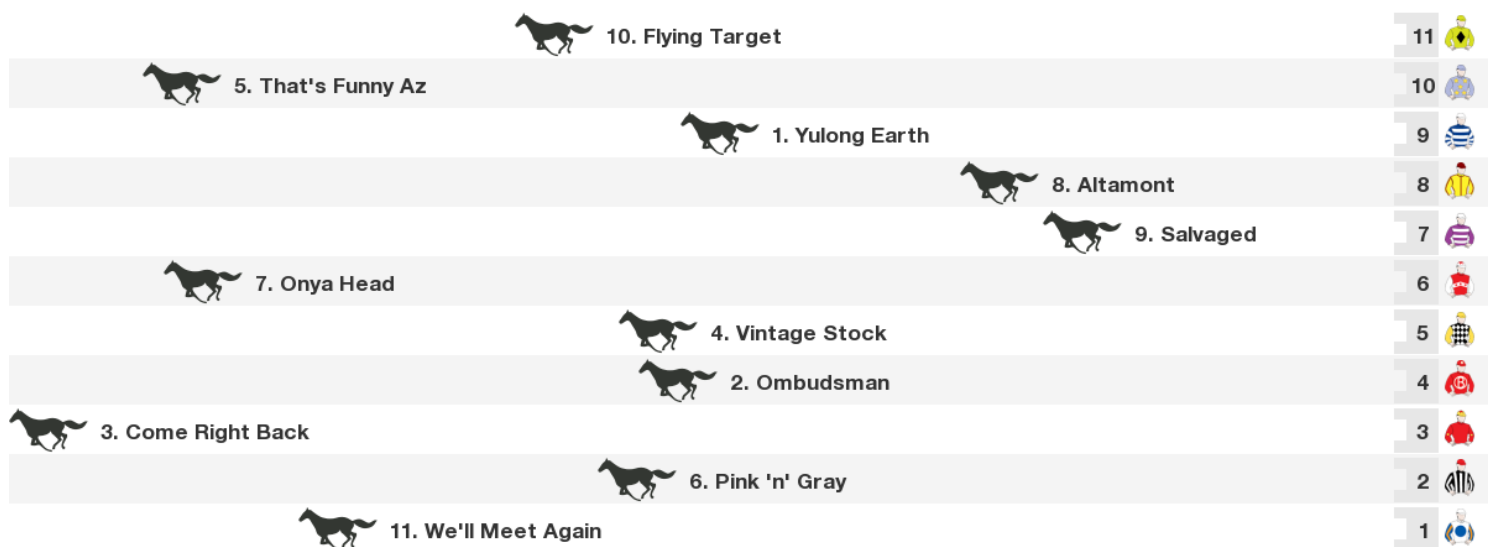 10. Flying Target 11
5. That's Funny Az 10
1. Yulong Earth 9
8. Altamont 8
9. Salvaged 7
7. Onya Head 6
4. Vintage Stock 5
2. Ombudsman 4
B
3. Come Right Back 3
6. Pink 'n' Gray 2
11. We'll Meet Again 1